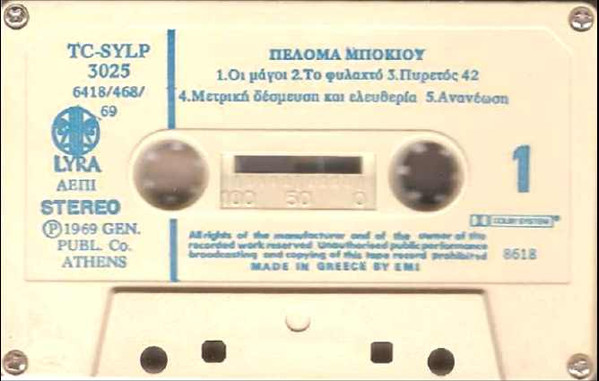 TC-SYLP
3025
6418/468/
69
LYRA
ΑΕΠΙ
STEREO
Ⓟ1969 GEN.
PUBL. Co.
ATHENS
ΠΕΛΟΜΑ ΜΠΟΚΙΟΥ
1.Οι μάγοι 2.Το φυλαχτό 3.Πυρετός 42
4.Μετρική δέσμευση και ελευθερία 5.Ανανέωση
100 50 0
1
DOLBY SYSTEM
All rights of the manufacturer and of the owner of the
recorded work reserved Unauthorised public performance
broadcasting and copying of this tape record prohibited
MADE IN GREECE BY EMI
8618